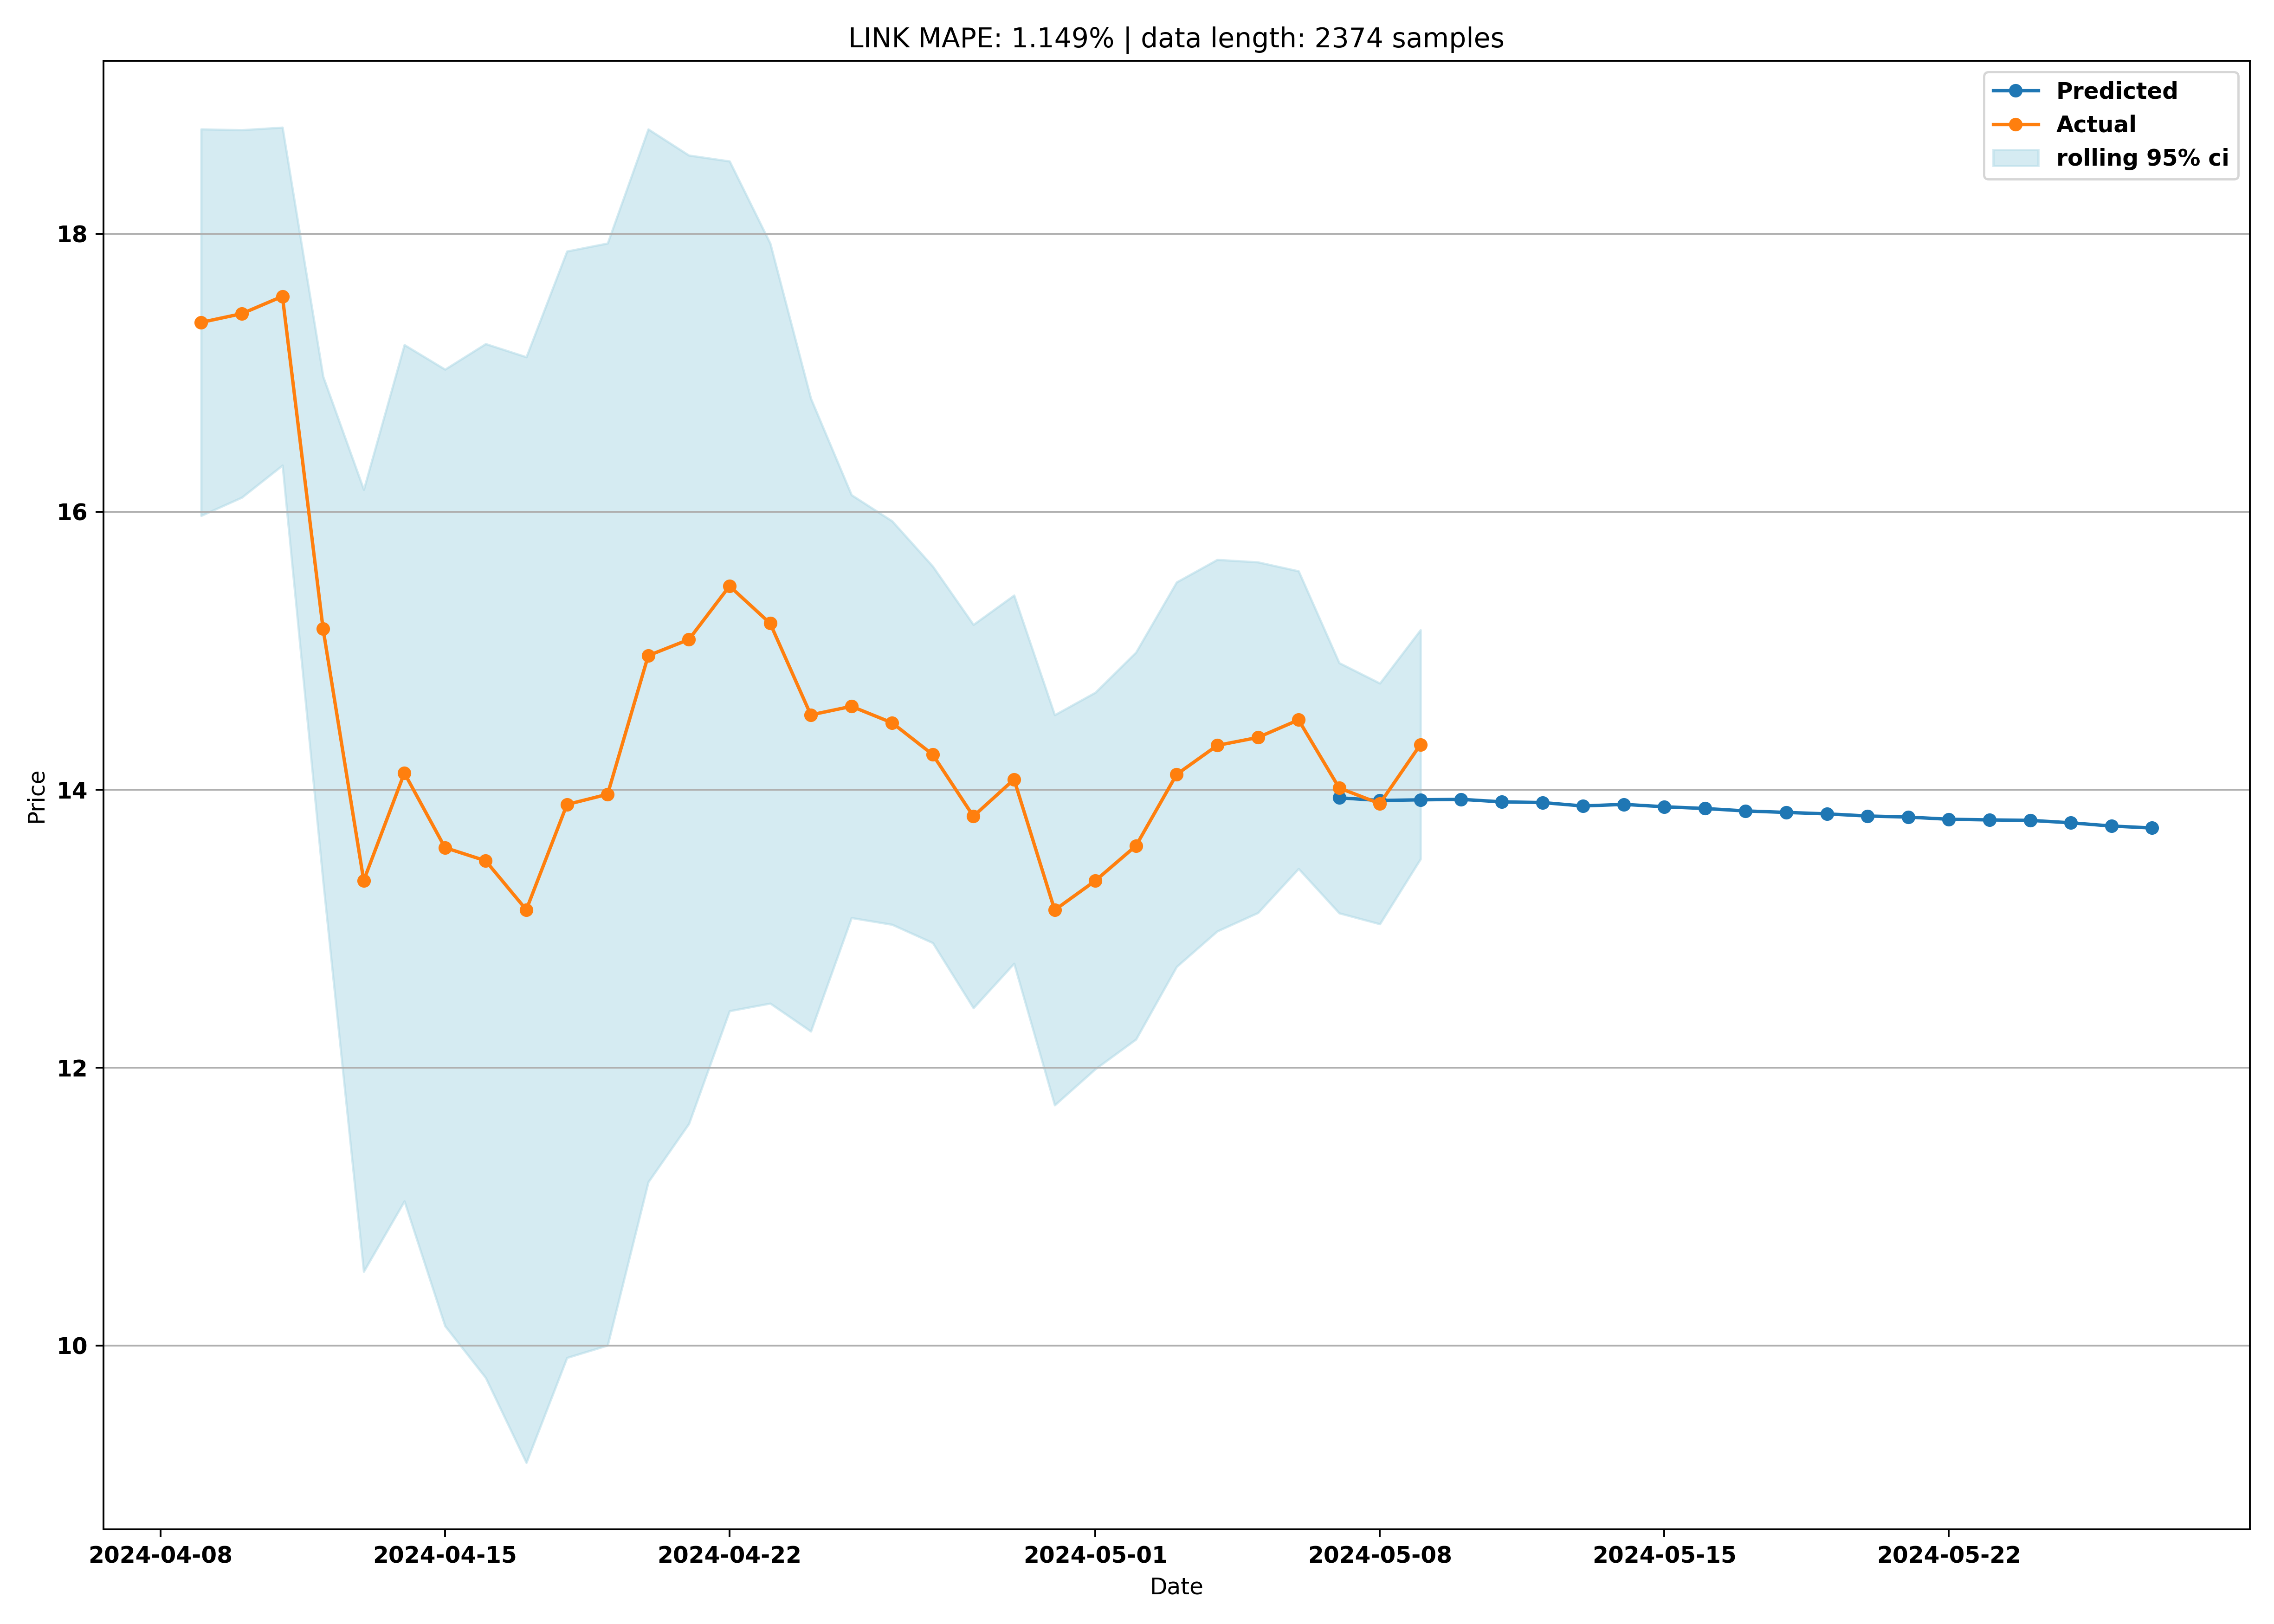 LINK MAPE: 1.149% | data length: 2374 samples
Predicted
Actual
rolling 95% ci
18
16
14
12
10
Price
2024-04-08 2024-04-15 2024-04-22 2024-05-01 2024-05-08 2024-05-15 2024-05-22
Date